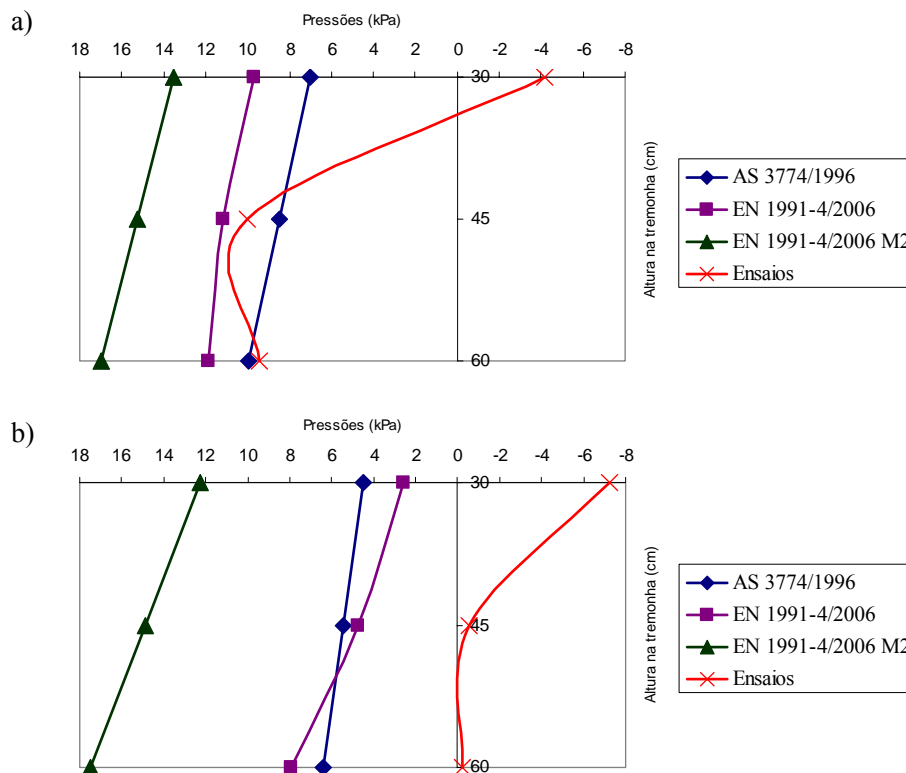 a)
Pressões (kPa)
18 16 14 12 10 8 6 4 2 0 -2 -4 -6 -8
30
45
60
Altura na tremonha (cm)
AS 3774/1996
EN 1991-4/2006
EN 1991-4/2006 M2
Ensaios
b)
Pressões (kPa)
18 16 14 12 10 8 6 4 2 0 -2 -4 -6 -8
30
45
60
Altura na tremonha (cm)
AS 3774/1996
EN 1991-4/2006
EN 1991-4/2006 M2
Ensaios